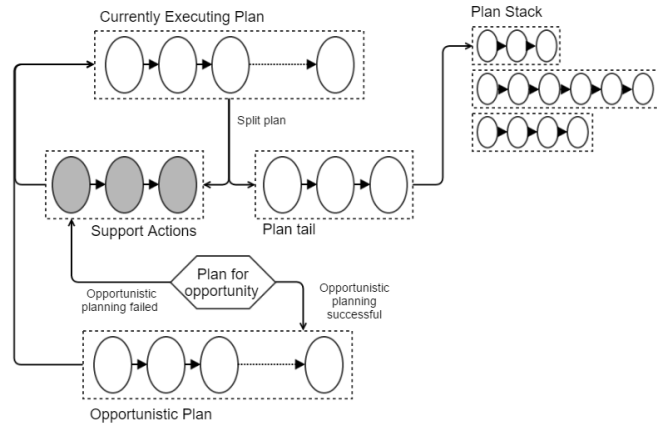 Currently Executing Plan
Plan Stack
Split plan
Support Actions
Plan tail
Plan for
opportunity
Opportunistic
planning failed
Opportunistic
planning
successful
Opportunistic Plan